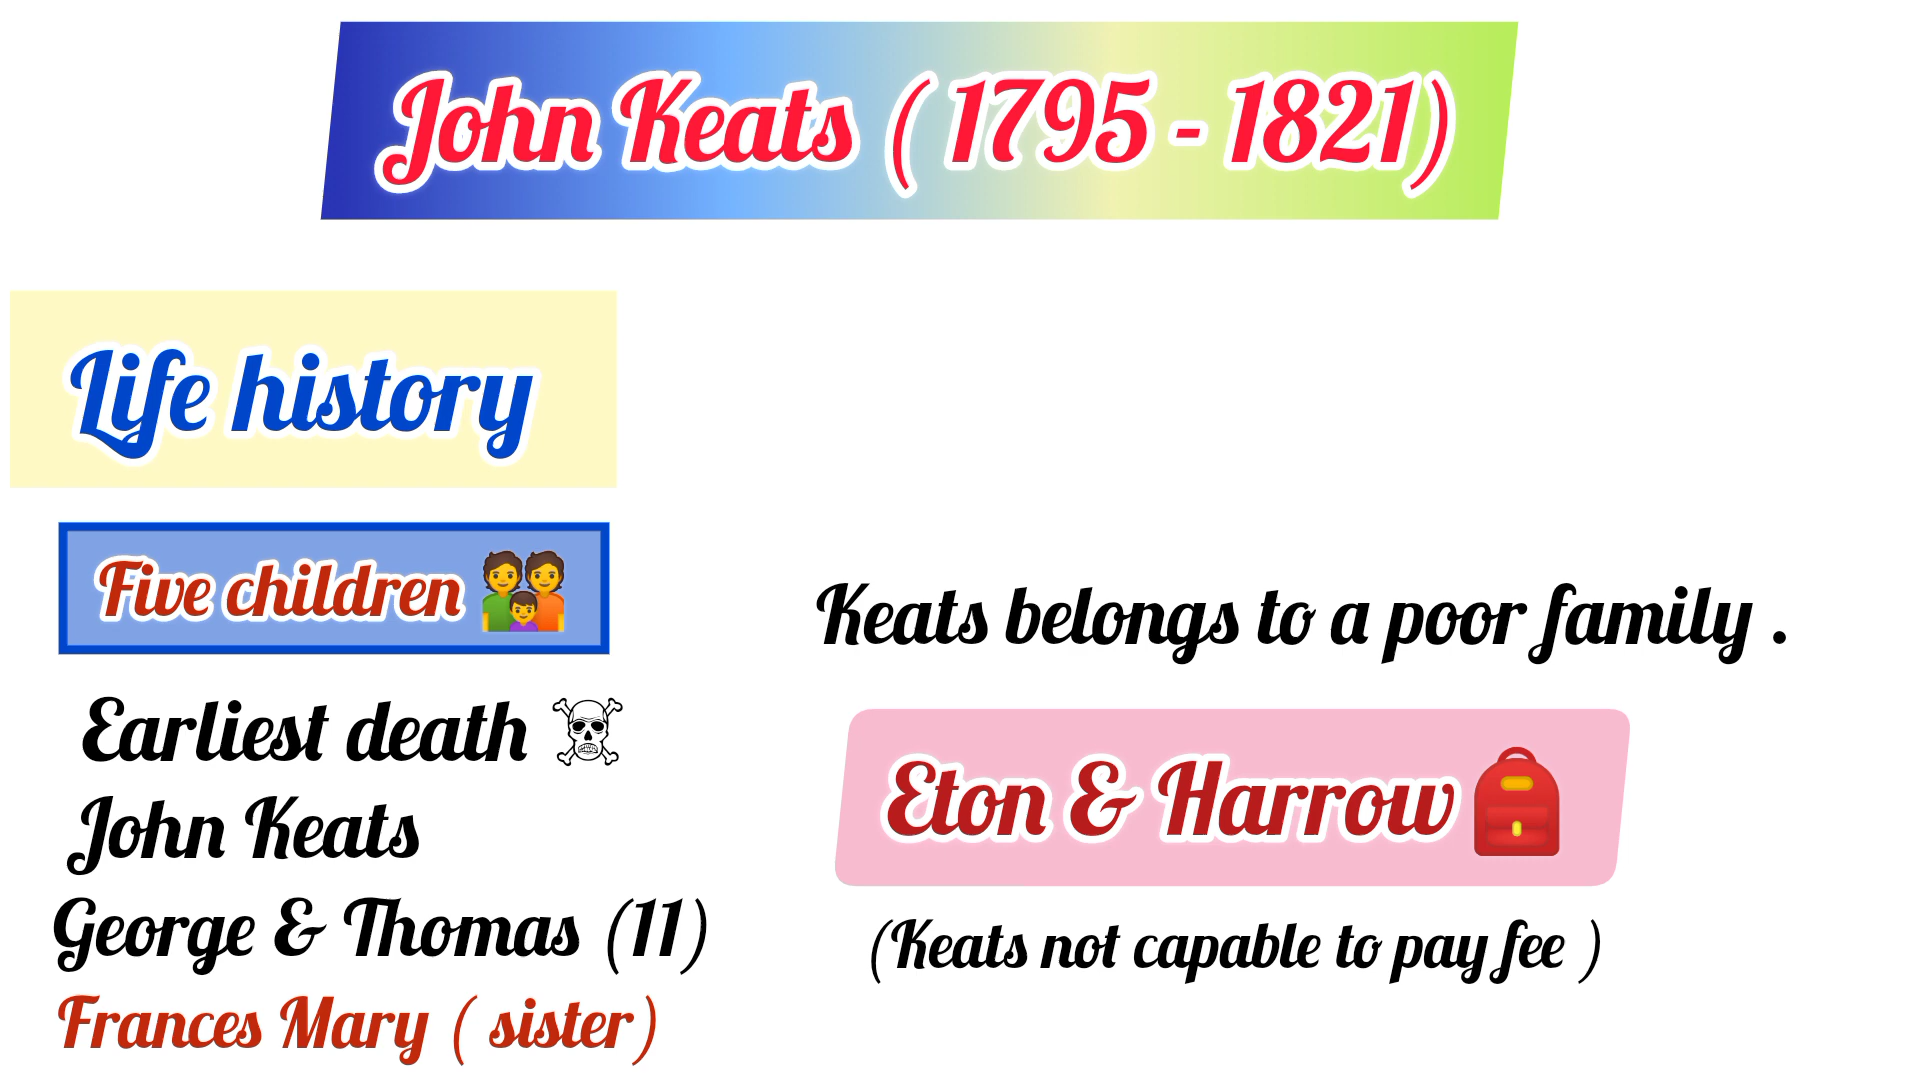 John Keats ( 1795 - 1821)
Life history
Five children
Earliest death
John Keats
George & Thomas (11)
Frances Mary ( sister)
Keats belongs to a poor family .
Eton & Harrow
(Keats not capable to pay fee )